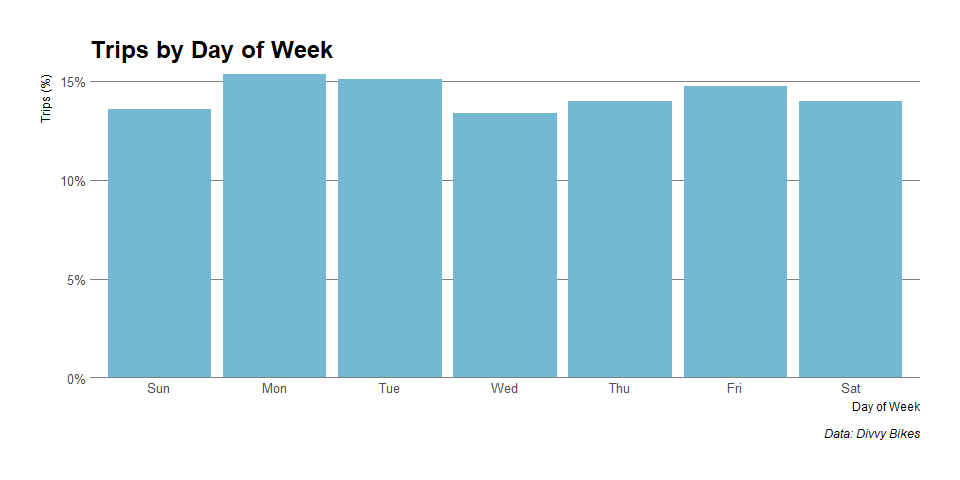 Trips by Day of Week
Trips (%)
15%
10%
5%
0%
Sun Mon Tue Wed Thu Fri Sat
Day of Week
Data: Divvy Bikes